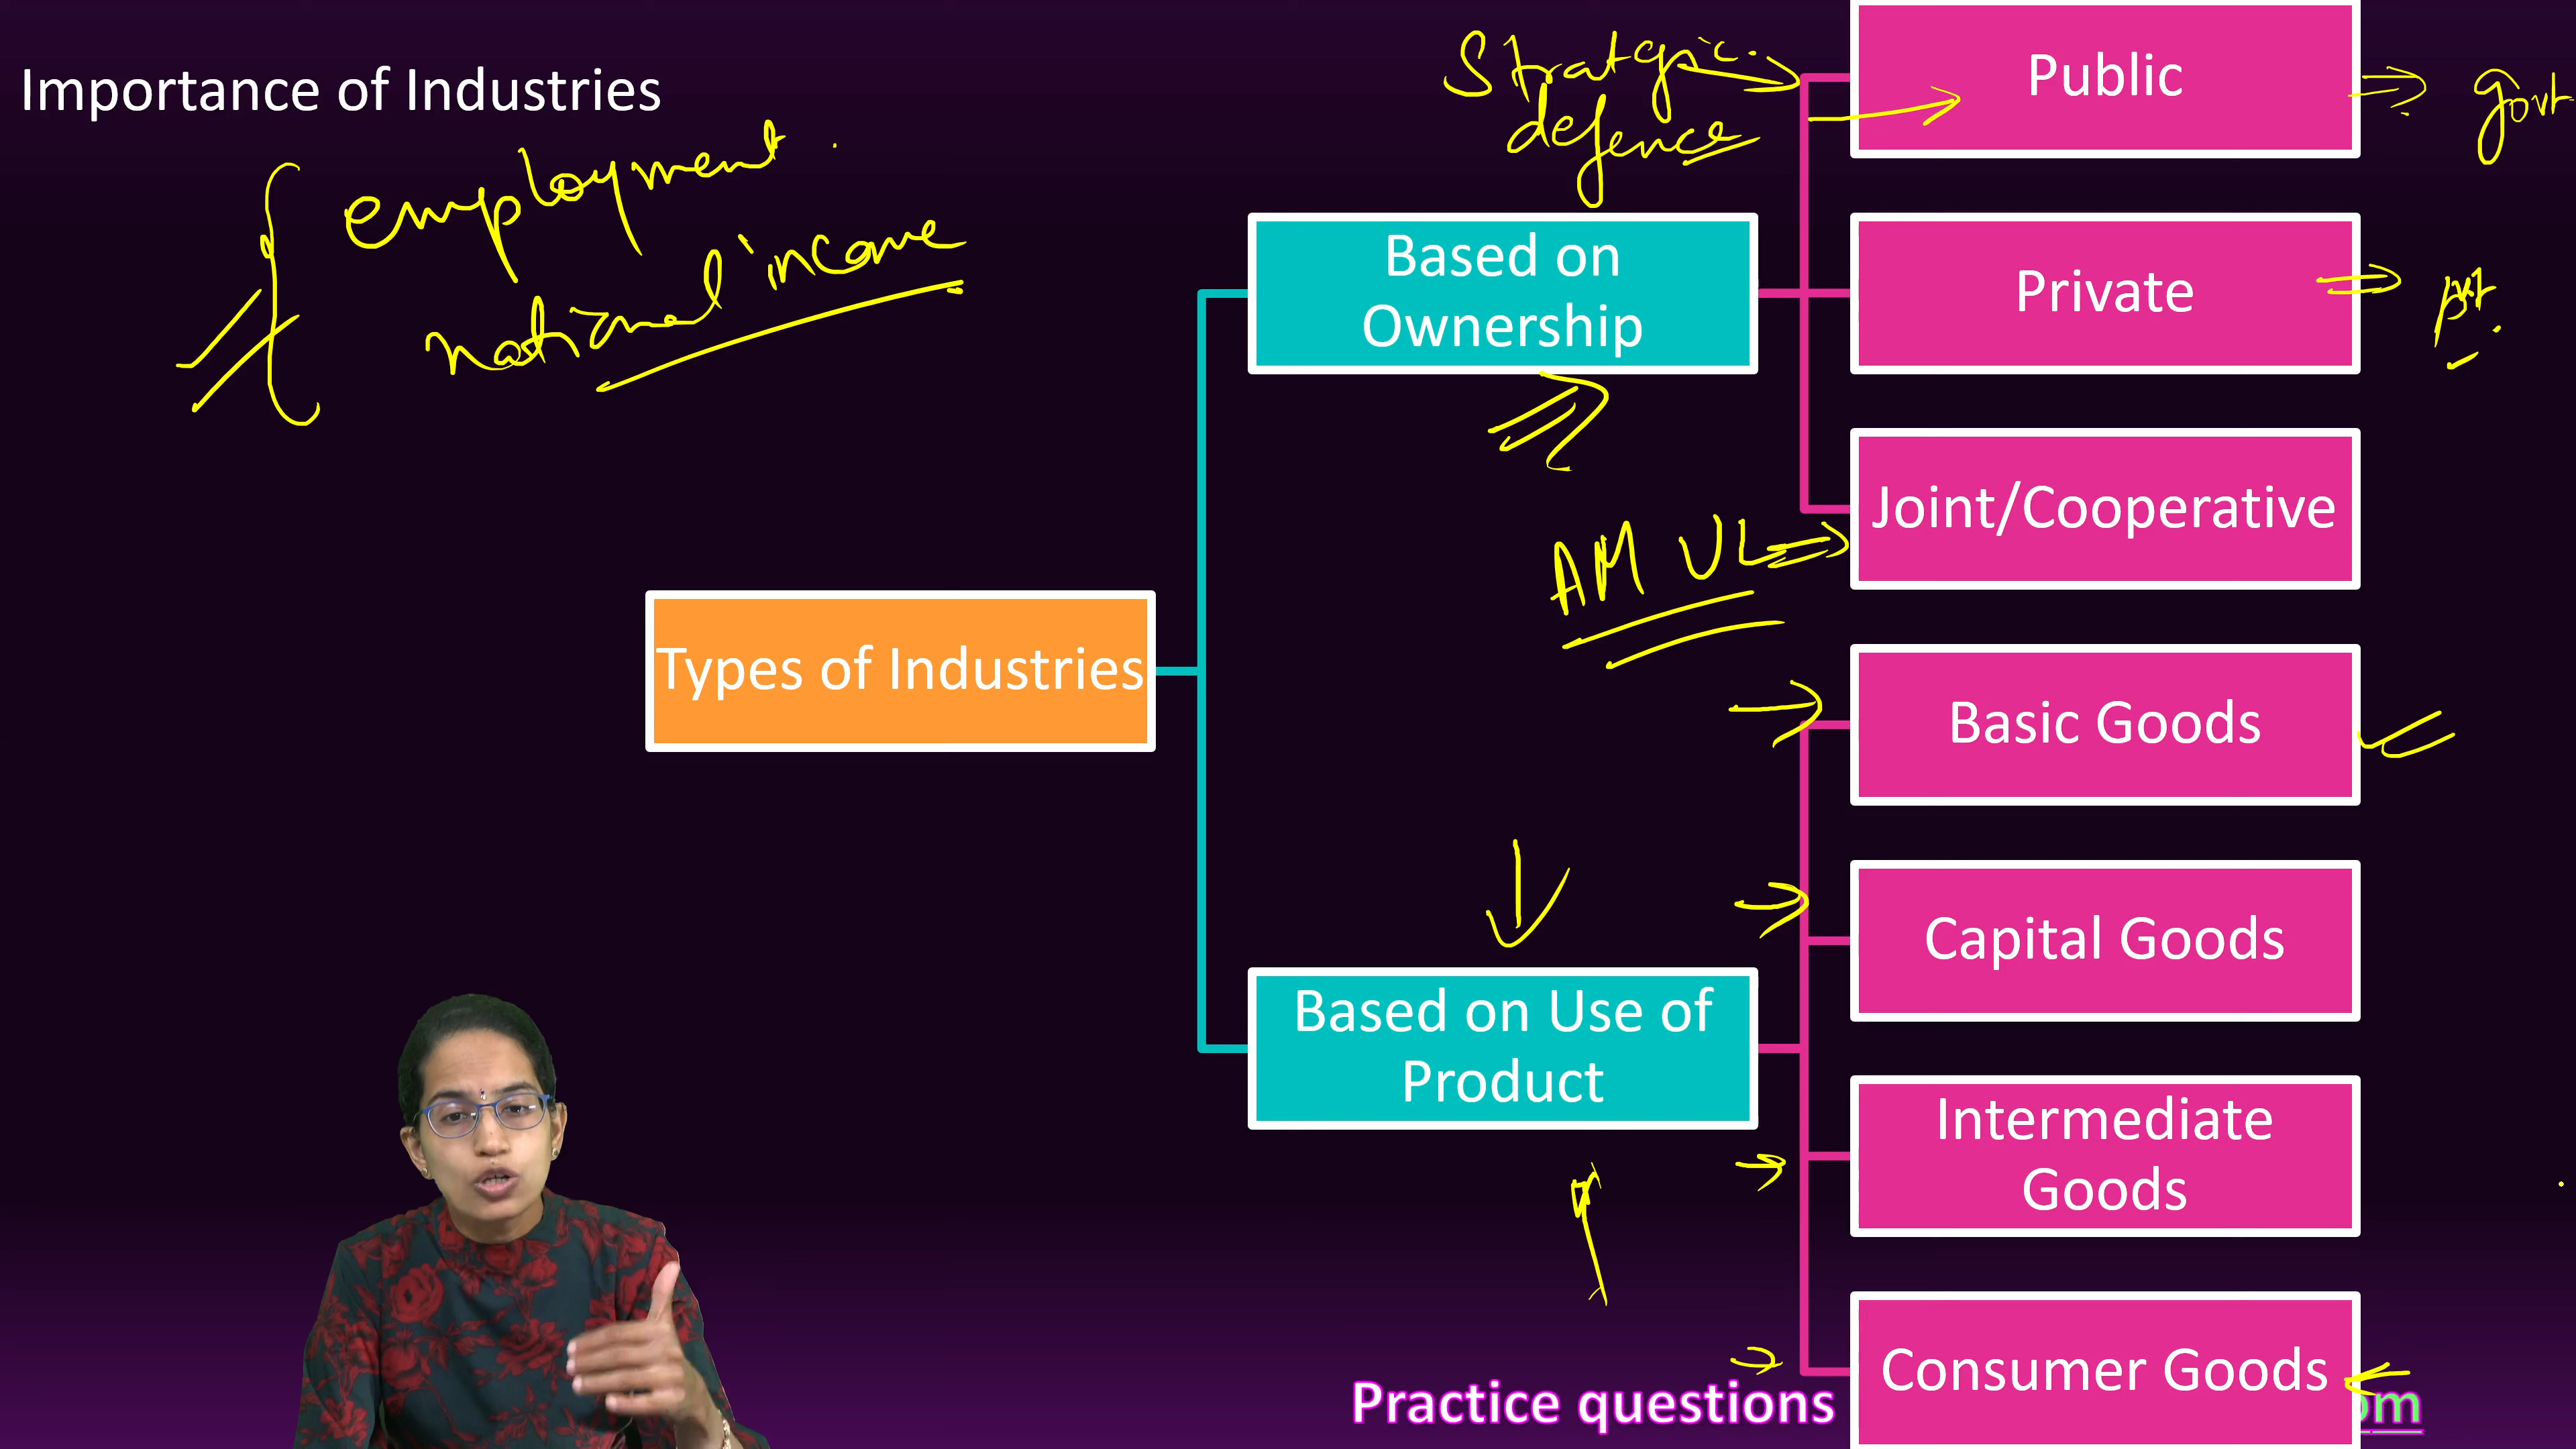 Importance of Industries
employment
national income
Strategic
defence
Public
govt
Based on
Ownership
Private
pvt
Joint/Cooperative
AMUL
Types of Industries
Basic Goods
Capital Goods
Based on Use of
Product
Intermediate
Goods
Consumer Goods
Practice questions